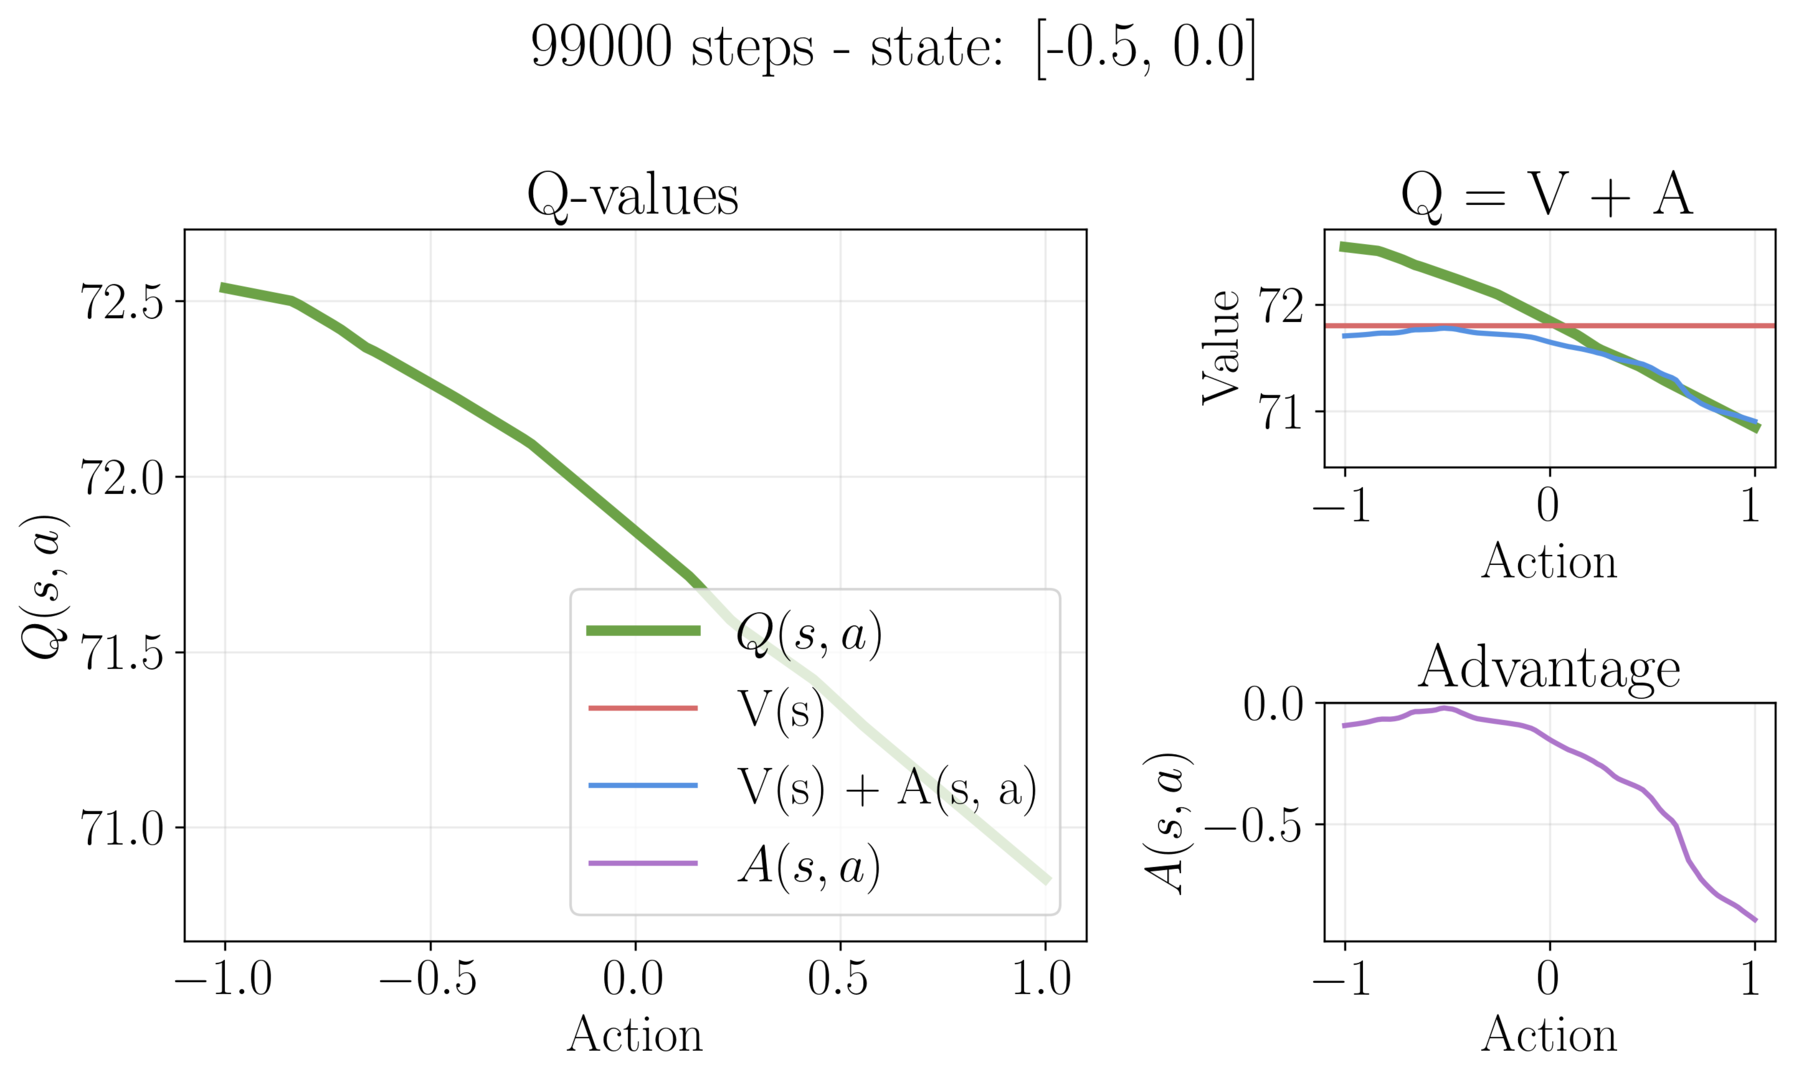 99000 steps - state: [-0.5, 0.0]
Q-values
Q(s, a)
72.5
72.0
71.5
71.0
−1.0 −0.5 0.0 0.5 1.0
Action
Q(s, a)
V(s)
V(s) + A(s, a)
A(s, a)
Q = V + A
Value
72
71
−1 0 1
Action
Advantage
A(s, a)
0.0
−0.5
−1 0 1
Action